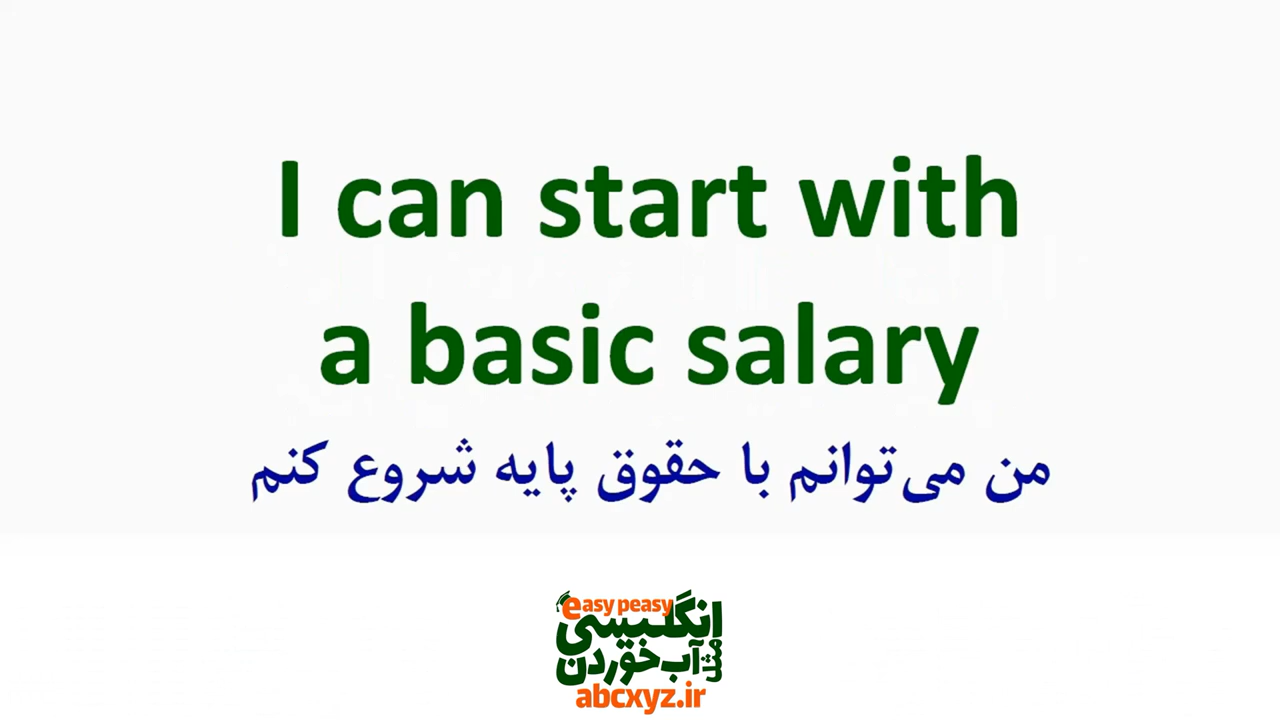 I can start with
a basic salary
من می‌توانم با حقوق پایه شروع کنم
easy peasy
انگلیسی
مثل آب خوردن
abcxyz.ir